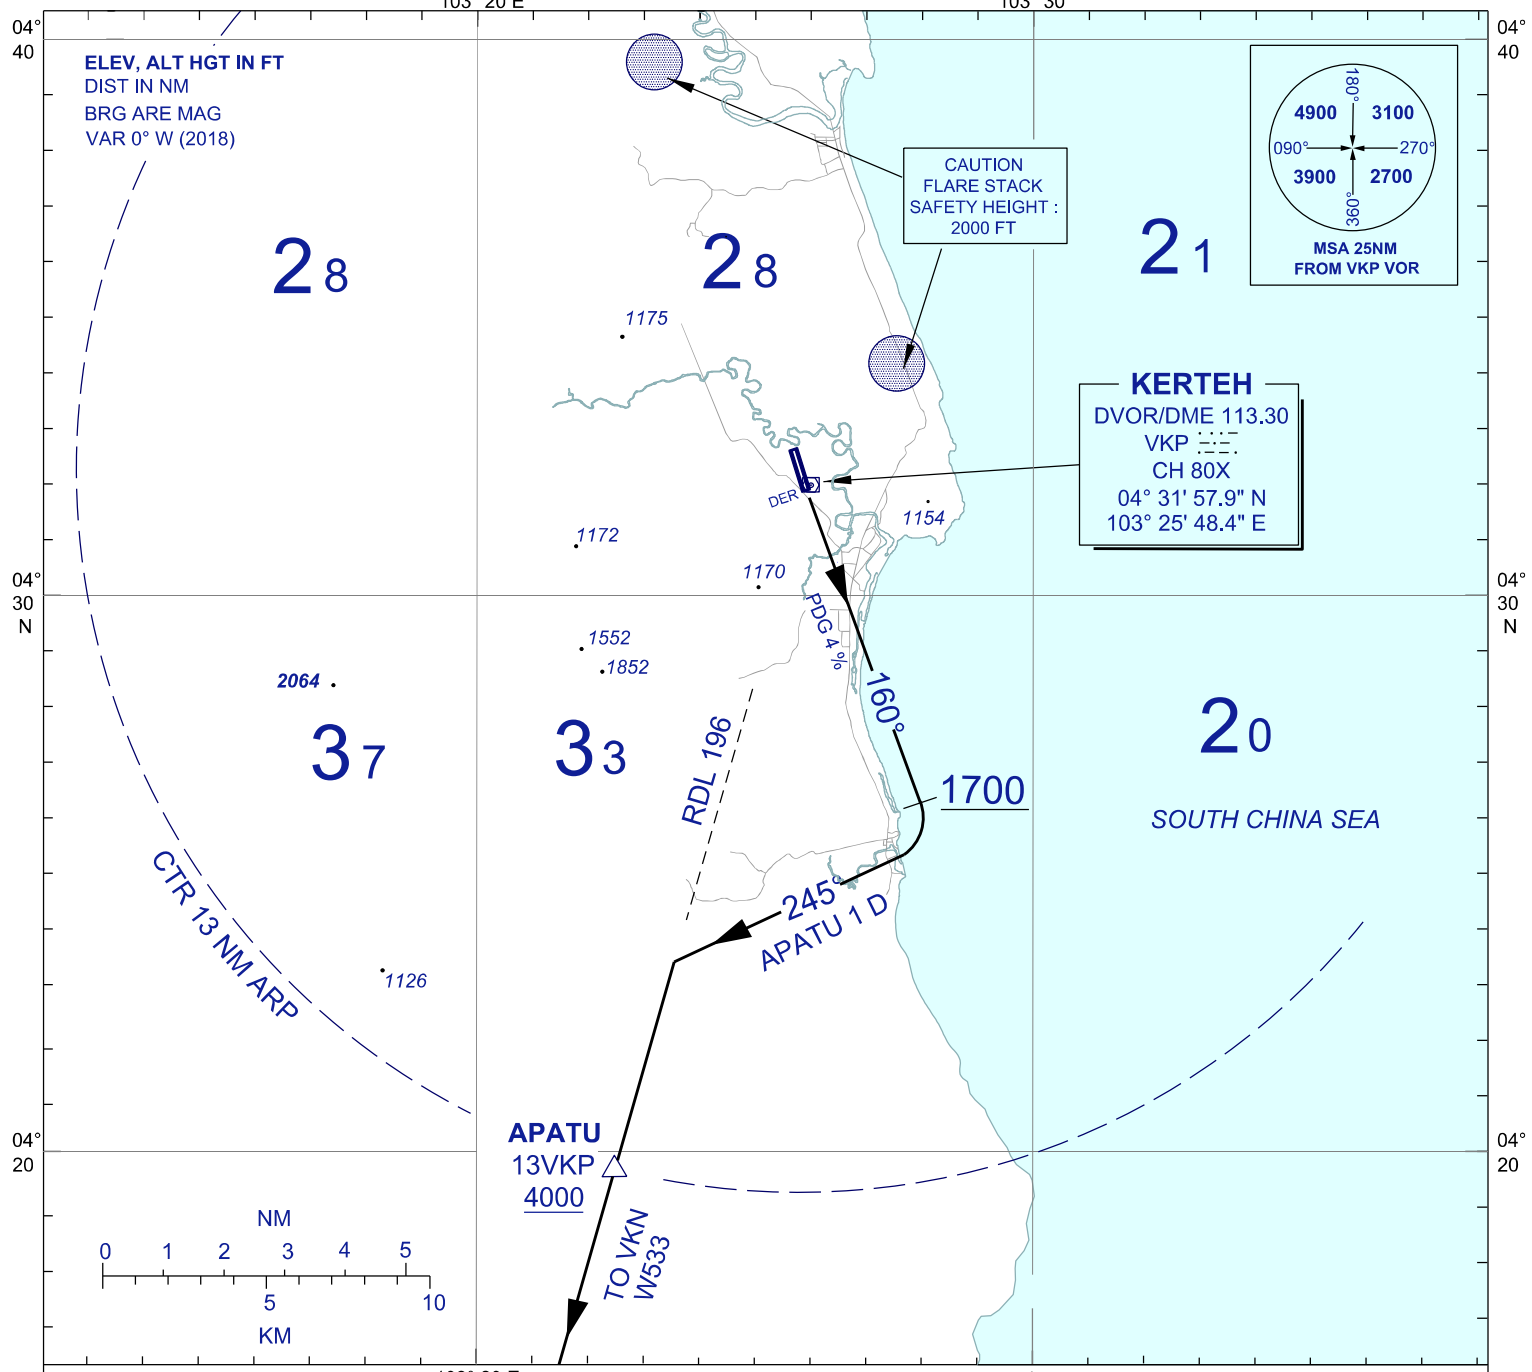 103° 20'E
103° 30'
04°
40
04°
40
ELEV, ALT HGT IN FT
DIST IN NM
BRG ARE MAG
VAR 0° W (2018)
CAUTION
FLARE STACK
SAFETY HEIGHT :
2000 FT
180°
4900 3100
090° 270°
3900 2700
360°
MSA 25NM
FROM VKP VOR
28
28
21
1175
KERTEH
DVOR/DME 113.30
VKP
CH 80X
04° 31' 57.9" N
103° 25' 48.4" E
DER
1154
1172
1170
04°
30
N
04°
30
N
PDG 4 %
1552
1852
2064
160°
37
33
20
RDL 196
1700
SOUTH CHINA SEA
CTR 13 NM ARP
245°
APATU 1 D
1126
04°
20
04°
20
APATU
13VKP
4000
TO VKN
W533
NM
0 1 2 3 4 5
5 10
KM